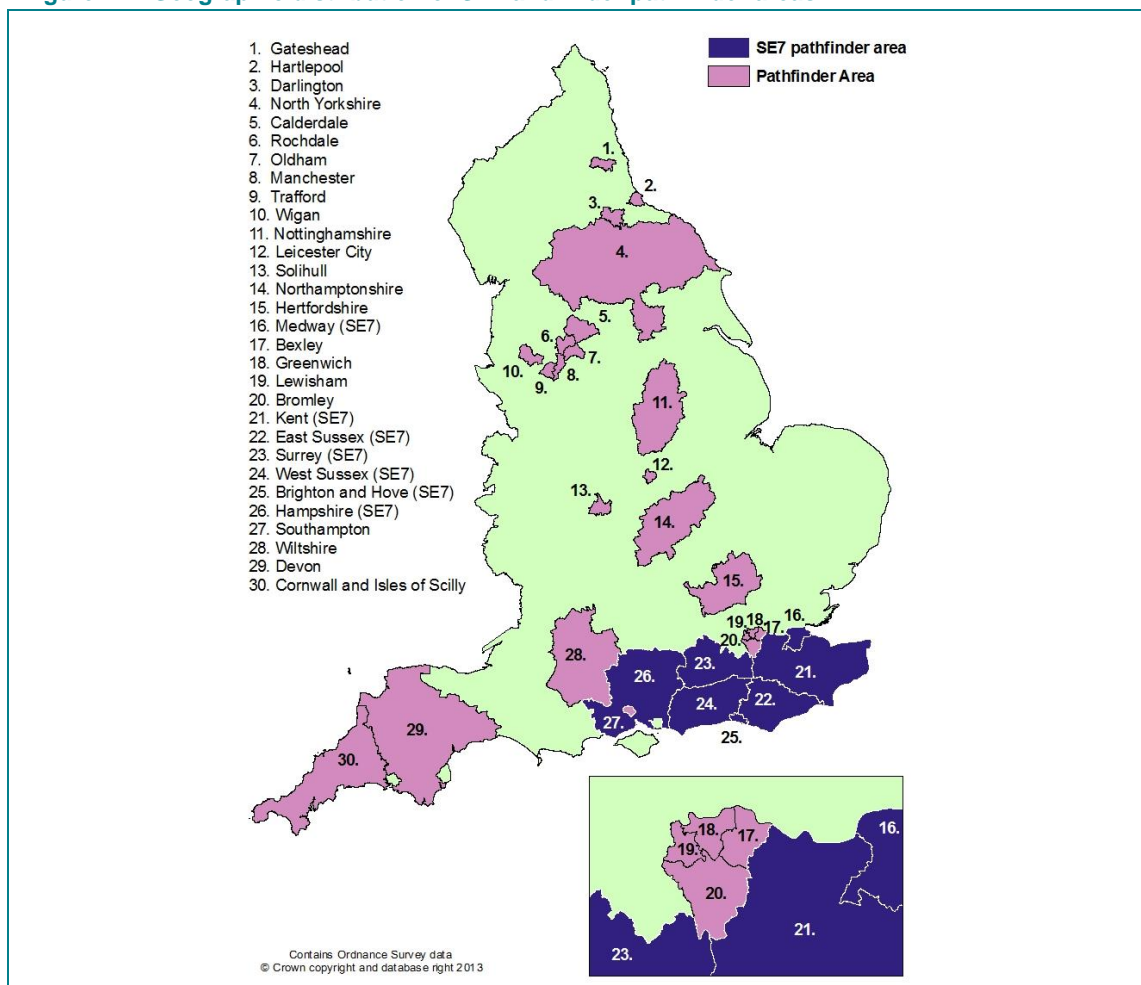 1. Gateshead
2. Hartlepool
3. Darlington
4. North Yorkshire
5. Calderdale
6. Rochdale
7. Oldham
8. Manchester
9. Trafford
10. Wigan
11. Nottinghamshire
12. Leicester City
13. Solihull
14. Northamptonshire
15. Hertfordshire
16. Medway (SE7)
17. Bexley
18. Greenwich
19. Lewisham
20. Bromley
21. Kent (SE7)
22. East Sussex (SE7)
23. Surrey (SE7)
24. West Sussex (SE7)
25. Brighton and Hove (SE7)
26. Hampshire (SE7)
27. Southampton
28. Wiltshire
29. Devon
30. Cornwall and Isles of Scilly
SE7 pathfinder area
Pathfinder Area
1.
2.
3.
4.
5.
6.
7.
8.
9.
10.
11.
12.
13.
14.
15.
16.
19. 18. 17.
20.
21.
22.
23.
24.
25.
26.
27.
28.
29.
30.
16.
18.
17.
19.
20.
21.
23.
Contains Ordnance Survey data
© Crown copyright and database right 2013